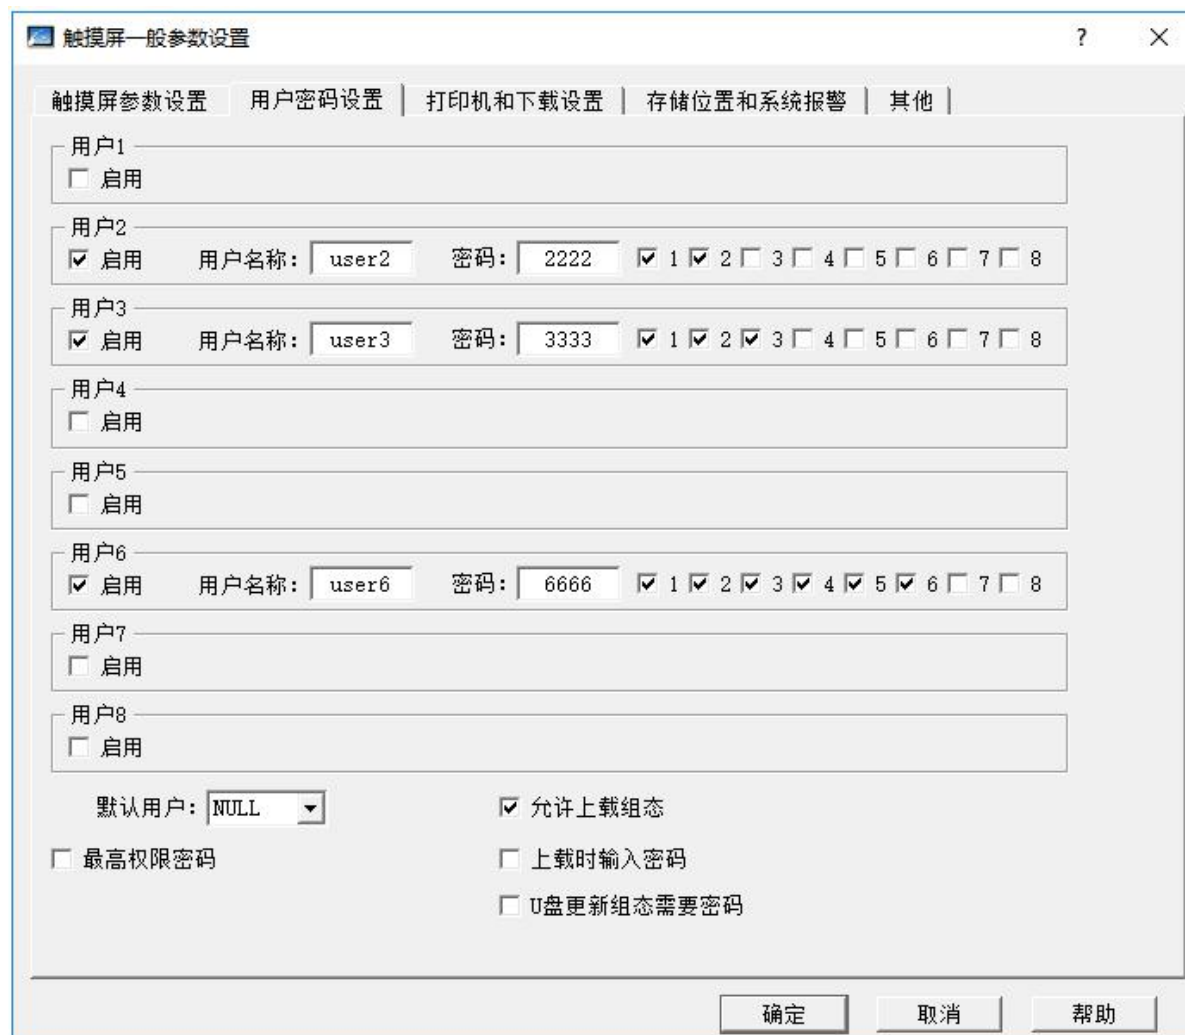 触摸屏一般参数设置 ?
触摸屏参数设置 用户密码设置 打印机和下载设置 存储位置和系统报警 其他
用户1
启用
用户2
启用 用户名称: user2 密码: 2222 1 2 3 4 5 6 7 8
用户3
启用 用户名称: user3 密码: 3333 1 2 3 4 5 6 7 8
用户4
启用
用户5
启用
用户6
启用 用户名称: user6 密码: 6666 1 2 3 4 5 6 7 8
用户7
启用
用户8
启用
默认用户: NULL 允许上载组态
最高权限密码 上载时输入密码
U盘更新组态需要密码
确定 取消 帮助